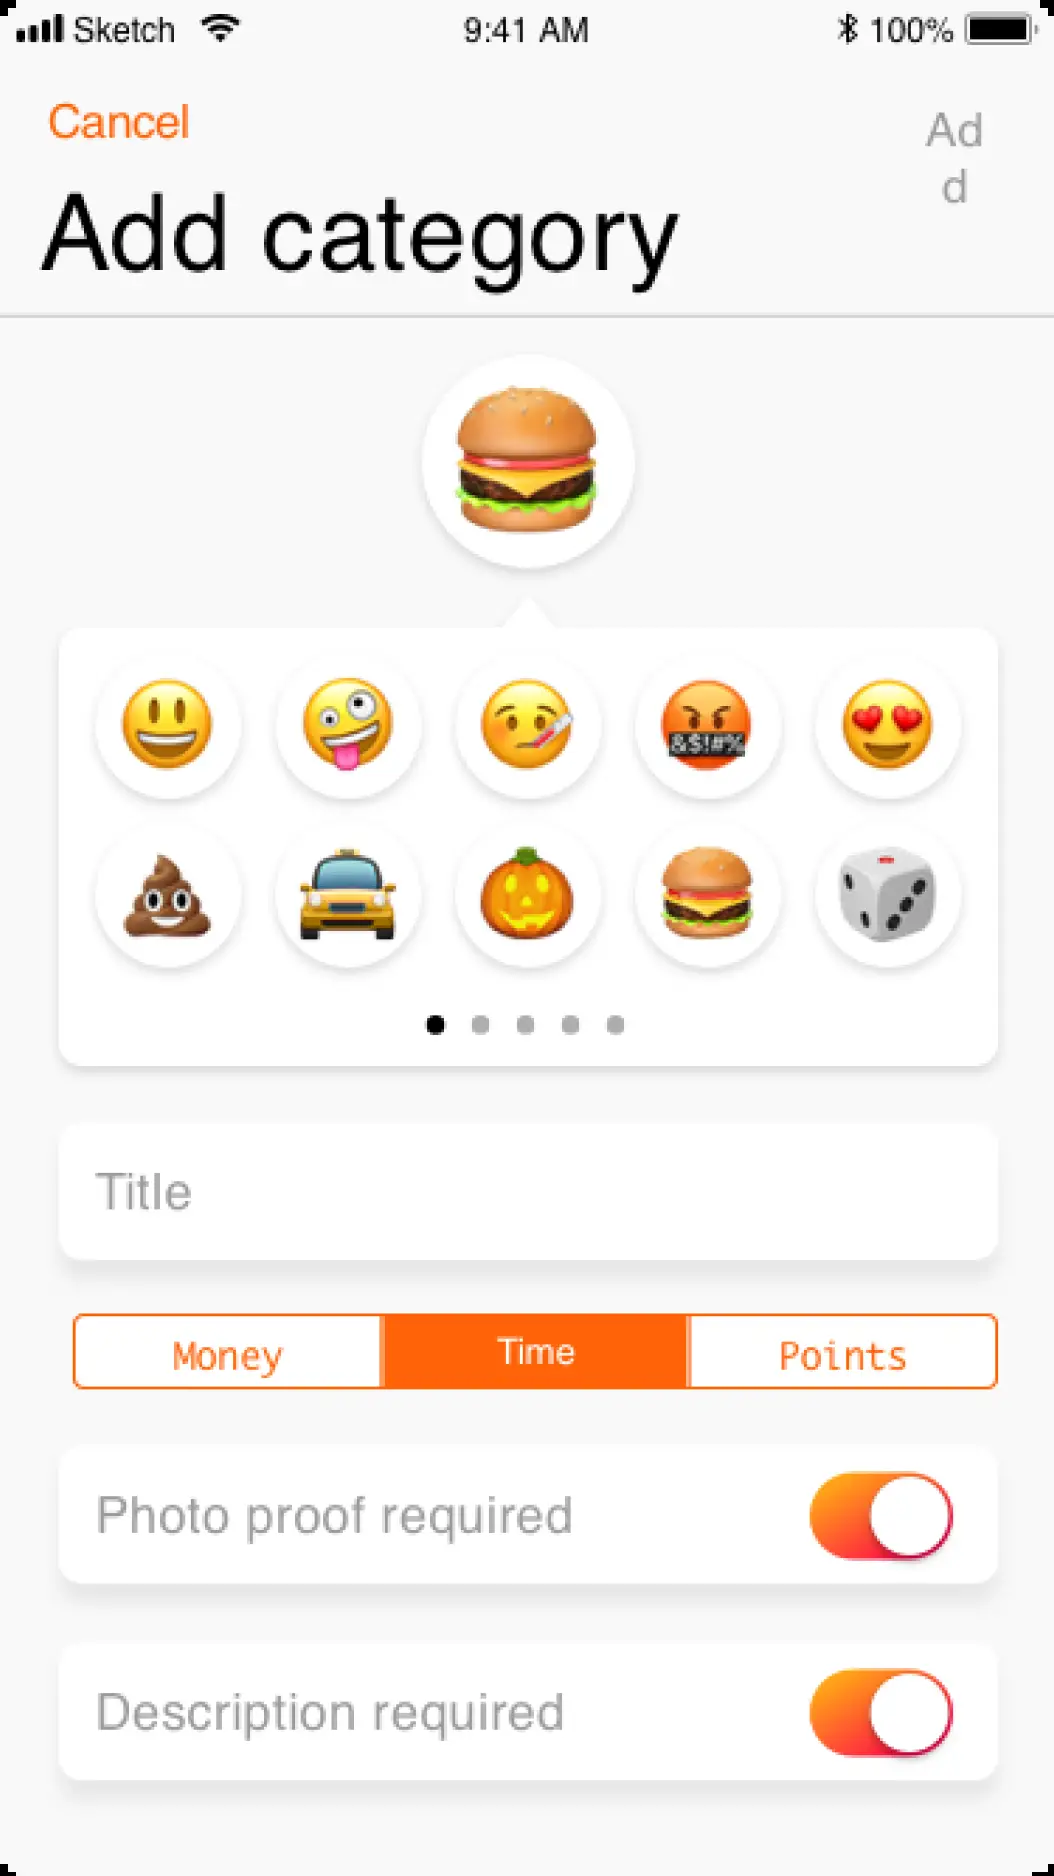 Sketch 9:41 AM 100%
Cancel
Ad
d
Add category
&$!#%
Title
Money Time Points
Photo proof required
Description required